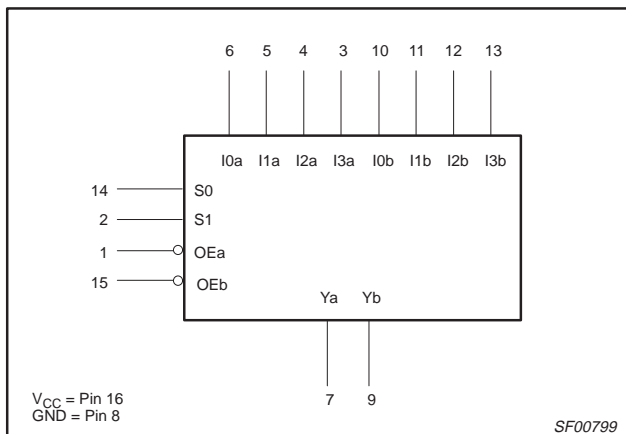 6 5 4 3 10 11 12 13
I0a I1a I2a I3a I0b I1b I2b I3b
14 S0
2 S1
1 OEa
15 OEb
Ya Yb
7 9
VCC = Pin 16
GND = Pin 8
SF00799